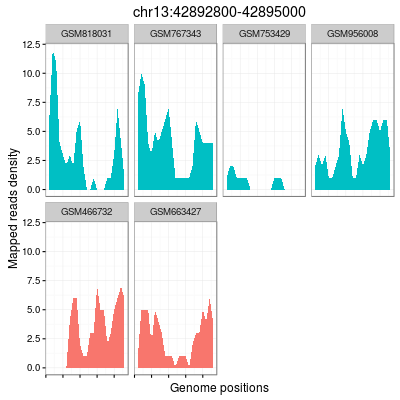 chr13:42892800-42895000
GSM818031 GSM767343 GSM753429 GSM956008
12.5
10.0
7.5
5.0
2.5
0.0
GSM466732 GSM663427
12.5
10.0
7.5
5.0
2.5
0.0
Mapped reads density
Genome positions